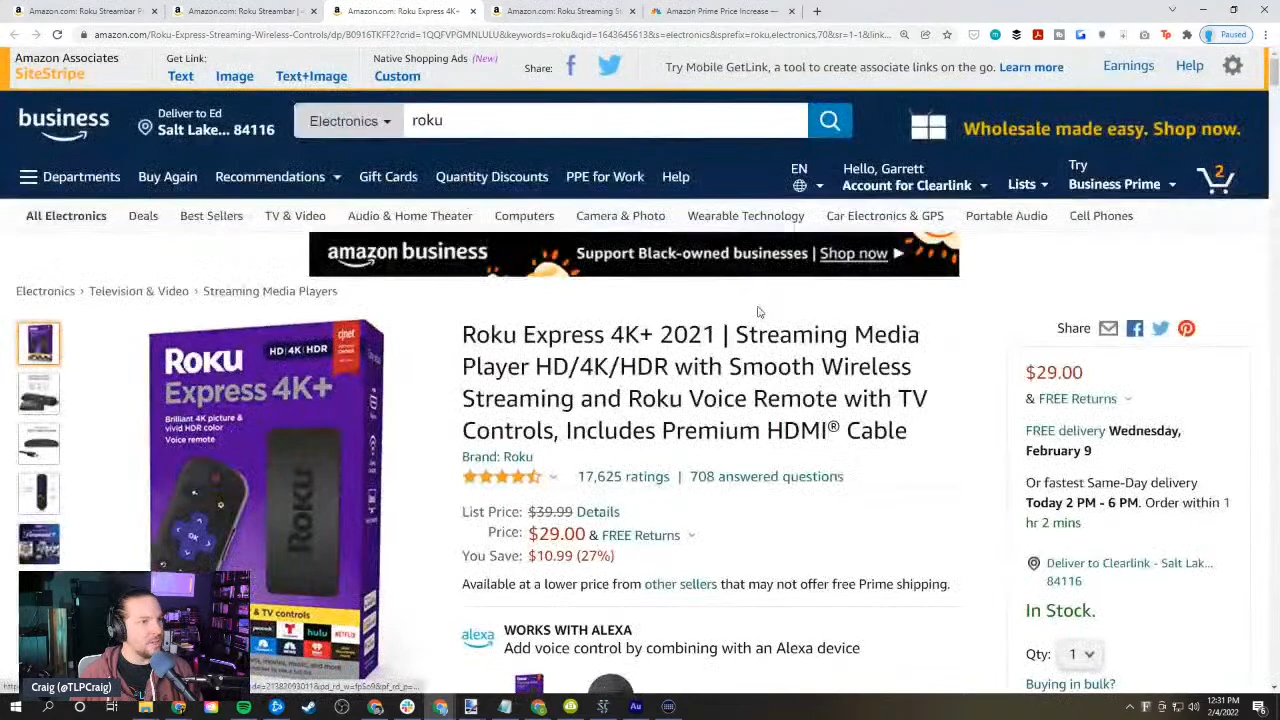 Amazon.com: Roku Streambar P
Amazon.com: Roku Streambar |
Amazon.com: Roku Express 4K+
Amazon.com: Roku Streaming S
Amazon Prime Price Increase —
Paused
Amazon Associates
SiteStripe
Get Link:
Text Image Text+Image
Native Shopping Ads (New)
Custom
Share:
Try Mobile GetLink, a tool to create associate links on the go. Learn more
Earnings
Help
business
Deliver to Ed
Salt Lake... 84116
Electronics
roku
Wholesale made easy. Shop now.
Departments
Buy Again
Recommendations
Gift Cards
Quantity Discounts
PPE for Work
Help
EN
Hello, Garrett
Account for Clearlink
Lists
Try
Business Prime
2
All Electronics
Deals
Best Sellers
TV & Video
Audio & Home Theater
Computers
Camera & Photo
Wearable Technology
Car Electronics & GPS
Portable Audio
Cell Phones
amazon business
Support Black-owned businesses | Shop now
Electronics › Television & Video › Streaming Media Players
Roku
Express 4K+
HD|4K|HDR
Brilliant 4K picture &
vivid HDR color
Voice remote
Roku
& TV controls
hulu
NETFLIX
Roku Express 4K+ 2021 | Streaming Media
Player HD/4K/HDR with Smooth Wireless
Streaming and Roku Voice Remote with TV
Controls, Includes Premium HDMI® Cable
Brand: Roku
17,625 ratings | 708 answered questions
List Price: $39.99 Details
Price: $29.00 & FREE Returns
You Save: $10.99 (27%)
Available at a lower price from other sellers that may not offer free Prime shipping.
alexa
WORKS WITH ALEXA
Add voice control by combining with an Alexa device
Share
$29.00
& FREE Returns
FREE delivery Wednesday,
February 9
Or fastest Same-Day delivery
Today 2 PM - 6 PM. Order within 1
hr 2 mins
Deliver to Clearlink - Salt Lak...
84116
In Stock.
Qty: 1
Buying in bulk?
Craig (@TLPCraig)
12:31 PM
2/4/2022